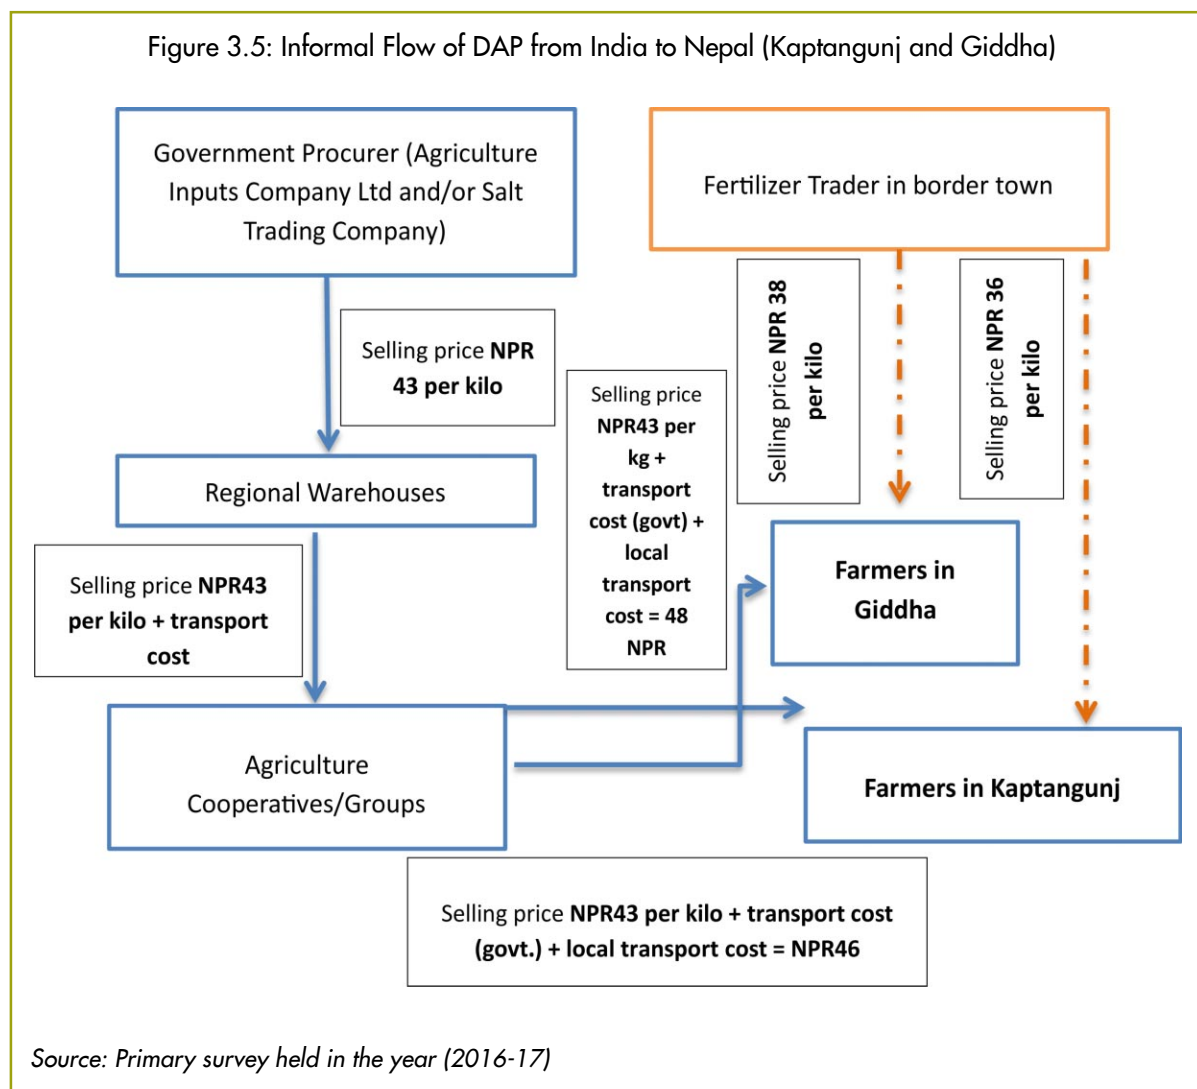 Figure 3.5: Informal Flow of DAP from India to Nepal (Kaptangunj and Giddha)
Government Procurer (Agriculture
Inputs Company Ltd and/or Salt
Trading Company)
Fertilizer Trader in border town
Selling price NPR
43 per kilo
Selling price
NPR43 per
kg +
transport
cost (govt) +
local
transport
cost = 48
NPR
Selling price NPR 38
per kilo
Selling price NPR 36
per kilo
Regional Warehouses
Selling price NPR43
per kilo + transport
cost
Farmers in
Giddha
Agriculture
Cooperatives/Groups
Farmers in Kaptangunj
Selling price NPR43 per kilo + transport cost
(govt.) + local transport cost = NPR46
Source: Primary survey held in the year (2016-17)